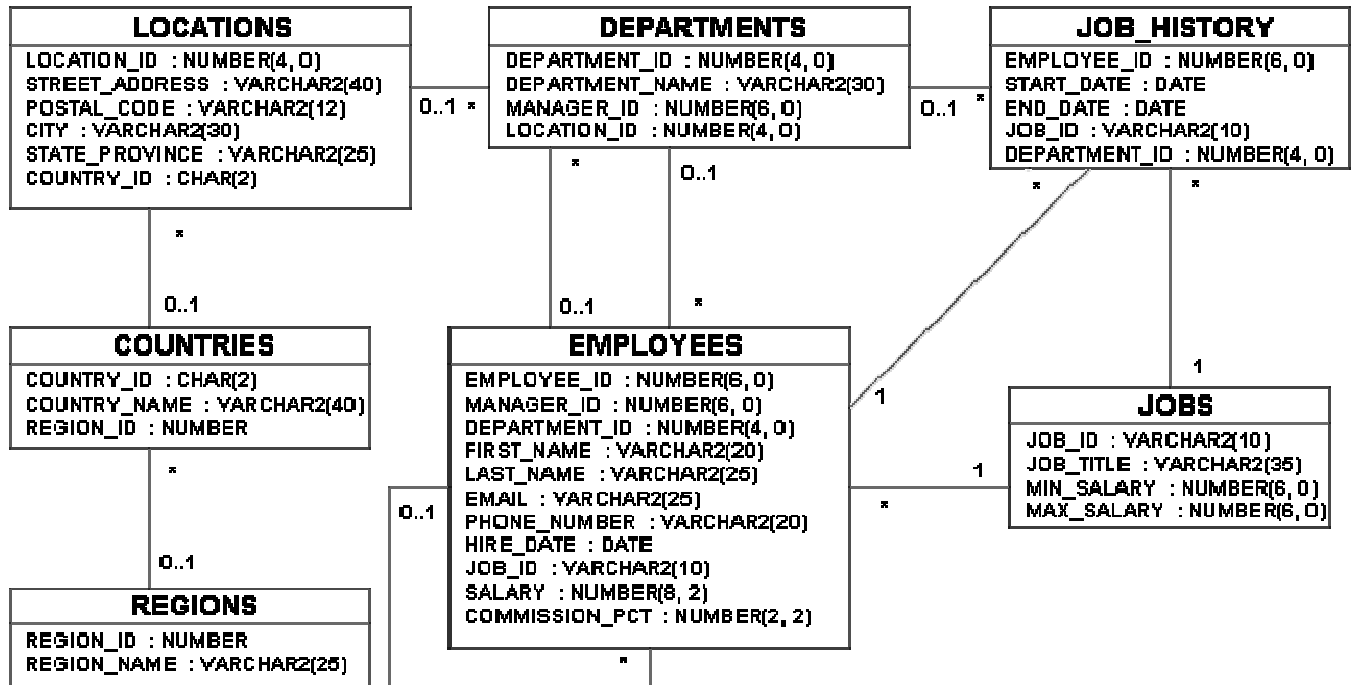 LOCATIONS
LOCATION_ID : NUMBER(4, 0)
STREET_ADDRESS : VARCHAR2(40)
POSTAL_CODE : VARCHAR2(12)
CITY : VARCHAR2(30)
STATE_PROVINCE : VARCHAR2(25)
COUNTRY_ID : CHAR(2)
0..1 *
DEPARTMENTS
DEPARTMENT_ID : NUMBER(4, 0)
DEPARTMENT_NAME : VARCHAR2(30)
MANAGER_ID : NUMBER(6, 0)
LOCATION_ID : NUMBER(4, 0)
0..1 *
JOB_HISTORY
EMPLOYEE_ID : NUMBER(6, 0)
START_DATE : DATE
END_DATE : DATE
JOB_ID : VARCHAR2(10)
DEPARTMENT_ID : NUMBER(4, 0)
*
0..1
*
0..1
0..1
*
*
*
1
1
COUNTRIES
COUNTRY_ID : CHAR(2)
COUNTRY_NAME : VARCHAR2(40)
REGION_ID : NUMBER
*
0..1
EMPLOYEES
EMPLOYEE_ID : NUMBER(6, 0)
MANAGER_ID : NUMBER(6, 0)
DEPARTMENT_ID : NUMBER(4, 0)
FIRST_NAME : VARCHAR2(20)
LAST_NAME : VARCHAR2(25)
EMAIL : VARCHAR2(25)
PHONE_NUMBER : VARCHAR2(20)
HIRE_DATE : DATE
JOB_ID : VARCHAR2(10)
SALARY : NUMBER(8, 2)
COMMISSION_PCT : NUMBER(2, 2)
0..1
*
1
*
JOBS
JOB_ID : VARCHAR2(10)
JOB_TITLE : VARCHAR2(35)
MIN_SALARY : NUMBER(6, 0)
MAX_SALARY : NUMBER(6, 0)
REGIONS
REGION_ID : NUMBER
REGION_NAME : VARCHAR2(25)